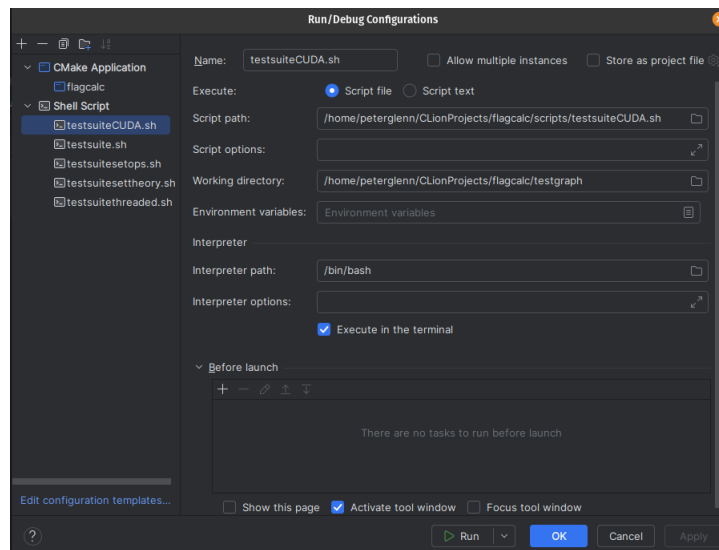 Run/Debug Configurations
CMake Application
flagcalc
Shell Script
testsuiteCUDA.sh
testsuite.sh
testsuitesetops.sh
testsuitesettheory.sh
testsuitethreaded.sh
Edit configuration templates...
Name: testsuiteCUDA.sh Allow multiple instances Store as project file
Execute: Script file Script text
Script path: /home/peterglenn/CLionProjects/flagcalc/scripts/testsuiteCUDA.sh
Script options:
Working directory: /home/peterglenn/CLionProjects/flagcalc/testgraph
Environment variables: Environment variables
Interpreter
Interpreter path: /bin/bash
Interpreter options:
Execute in the terminal
Before launch
There are no tasks to run before launch
Show this page Activate tool window Focus tool window
? Run OK Cancel Apply